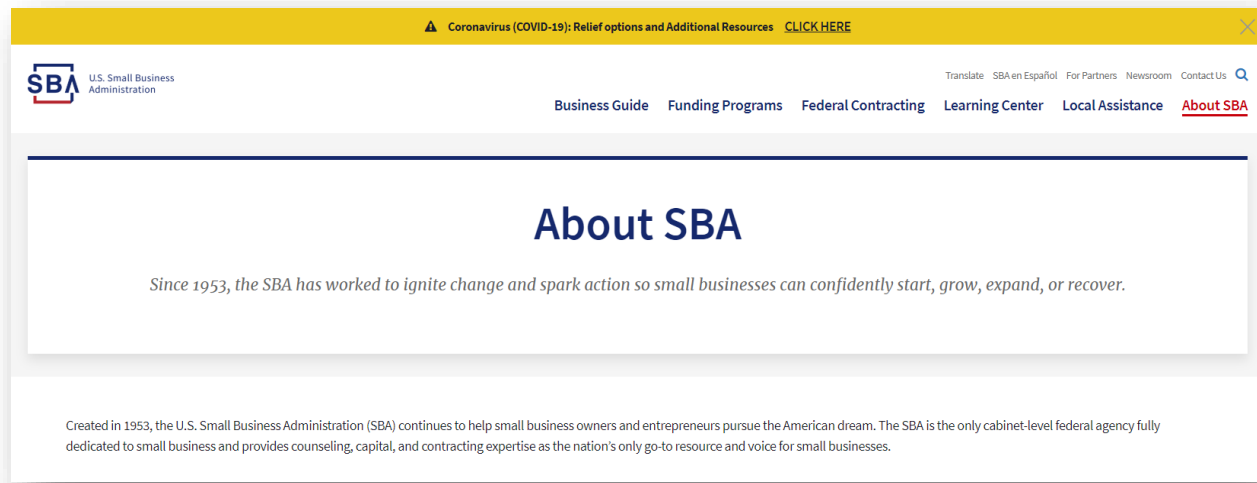 Coronavirus (COVID-19): Relief options and Additional Resources CLICK HERE
SBA
U.S. Small Business
Administration
Translate SBA en Español For Partners Newsroom Contact Us
Business Guide Funding Programs Federal Contracting Learning Center Local Assistance About SBA
About SBA
Since 1953, the SBA has worked to ignite change and spark action so small businesses can confidently start, grow, expand, or recover.
Created in 1953, the U.S. Small Business Administration (SBA) continues to help small business owners and entrepreneurs pursue the American dream. The SBA is the only cabinet-level federal agency fully
dedicated to small business and provides counseling, capital, and contracting expertise as the nation's only go-to resource and voice for small businesses.